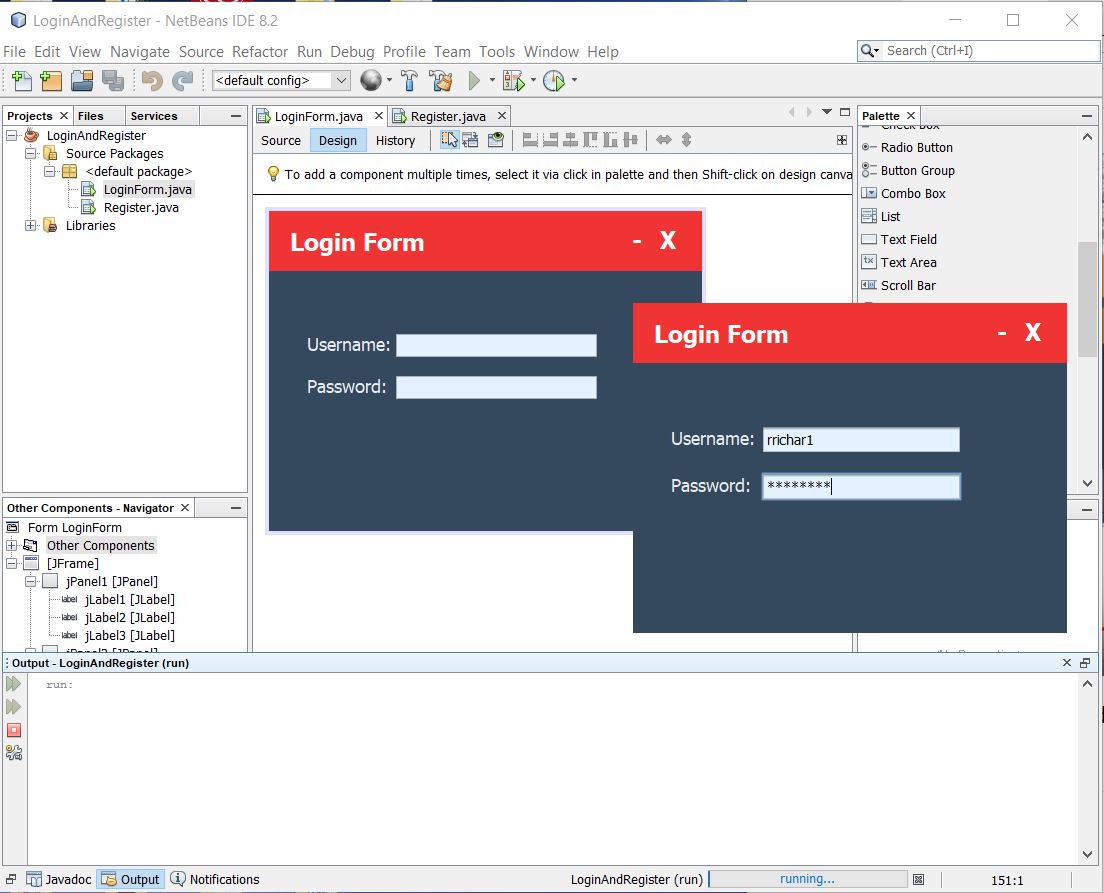 LoginAndRegister - NetBeans IDE 8.2
File Edit View Navigate Source Refactor Run Debug Profile Team Tools Window Help
Search (Ctrl+I)
<default config>
Projects Files Services
LoginAndRegister
Source Packages
<default package>
LoginForm.java
Register.java
Libraries
LoginForm.java Register.java
Source Design History
To add a component multiple times, select it via click in palette and then Shift-click on design canva
Login Form - X
Username:
Password:
Palette
Check Box
Radio Button
Button Group
Combo Box
List
Text Field
Text Area
Scroll Bar
Login Form - X
Username: rrichar1
Password: ********
Other Components - Navigator
Form LoginForm
Other Components
[JFrame]
jPanel1 [JPanel]
label jLabel1 [JLabel]
label jLabel2 [JLabel]
label jLabel3 [JLabel]
Output - LoginAndRegister (run)
run:
Javadoc Output Notifications LoginAndRegister (run) running... 151:1